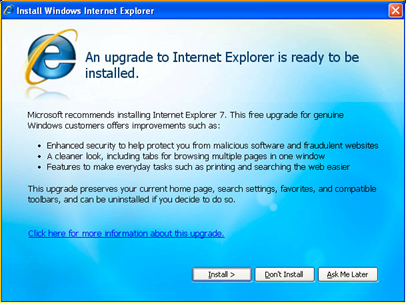 Install Windows Internet Explorer
An upgrade to Internet Explorer is ready to be
installed.
Microsoft recommends installing Internet Explorer 7. This free upgrade for genuine
Windows customers offers improvements such as:
• Enhanced security to help protect you from malicious software and fraudulent websites
• A cleaner look, including tabs for browsing multiple pages in one window
• Features to make everyday tasks such as printing and searching the web easier
This upgrade preserves your current home page, search settings, favorites, and compatible
toolbars, and can be uninstalled if you decide to do so.
Click here for more information about this upgrade.
Install > Don't Install Ask Me Later